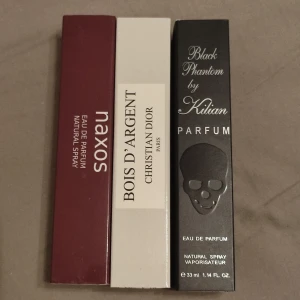 naxos
EAU DE PARFUM
NATURAL SPRAY
BOIS D'ARGENT
CHRISTIAN DIOR
PARIS
Black
Phantom
by
Kilian
PARFUM
EAU DE PARFUM
NATURAL SPRAY
VAPORISATEUR
e 33 ml. 1.14 FL. OZ